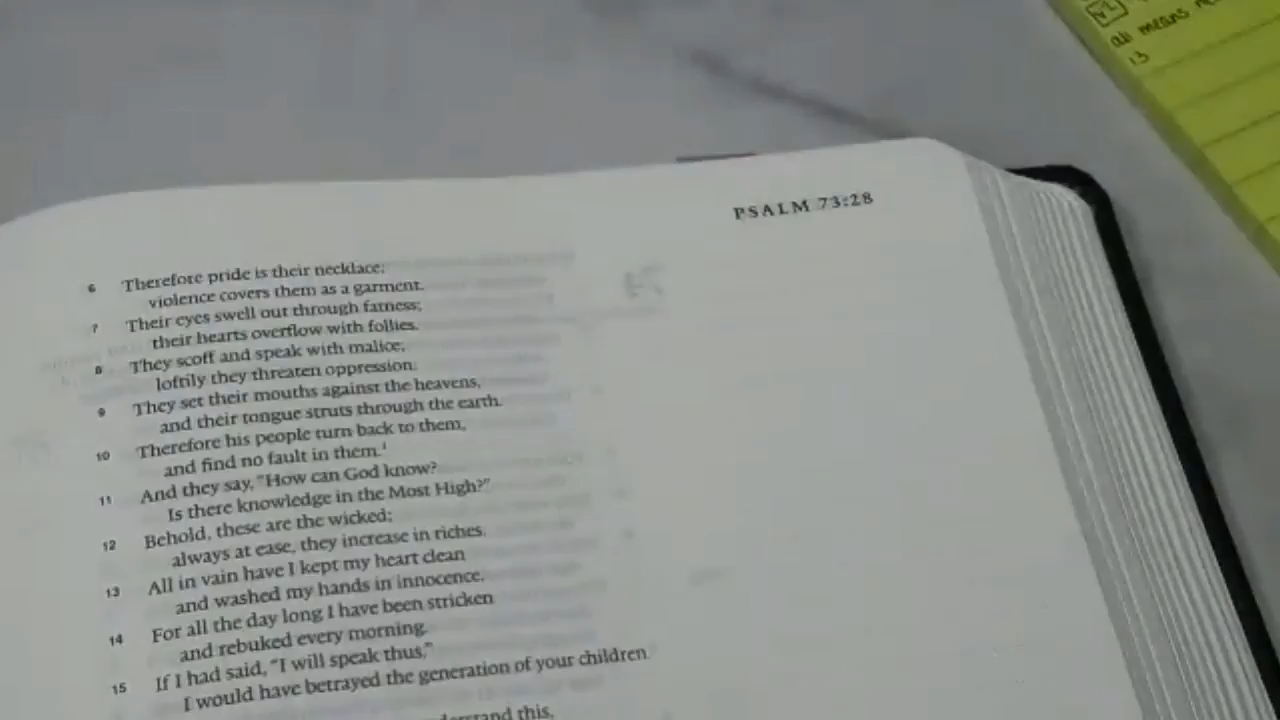 PSALM 73:28
6 Therefore pride is their necklace;
violence covers them as a garment.
7 Their eyes swell out through fatness;
their hearts overflow with follies.
8 They scoff and speak with malice;
loftily they threaten oppression.
9 They set their mouths against the heavens,
and their tongue struts through the earth.
10 Therefore his people turn back to them,
and find no fault in them.¹
11 And they say, "How can God know?
Is there knowledge in the Most High?"
12 Behold, these are the wicked;
always at ease, they increase in riches.
13 All in vain have I kept my heart clean
and washed my hands in innocence.
14 For all the day long I have been stricken
and rebuked every morning.
15 If I had said, "I will speak thus,"
I would have betrayed the generation of your children.
this,
means
13